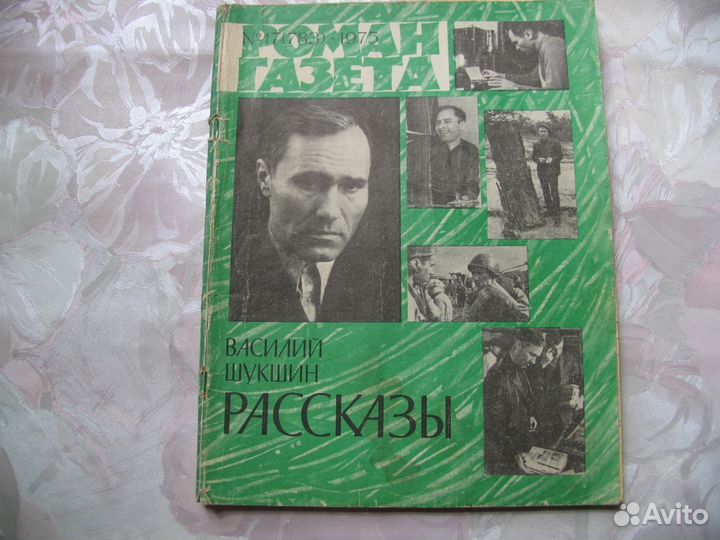 №17(783)·1975
РОМАН
ГАЗЕТА
ВАСИЛИЙ
ШУКШИН
РАССКАЗЫ
Avito